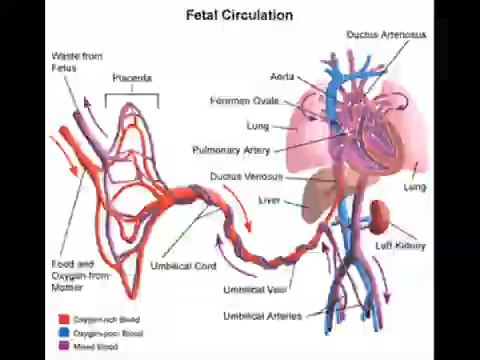 Fetal Circulation
Ductus Arteriosus
Waste from
Fetus
Placenta
Aorta
Foramen Ovale
Lung
Pulmonary Artery
Ductus Venosus
Lung
Liver
Left Kidney
Food and
Oxygen from
Mother
Umbilical Cord
Umbilical Vein
Umbilical Arteries
Oxygen-rich Blood
Oxygen-poor Blood
Mixed Blood